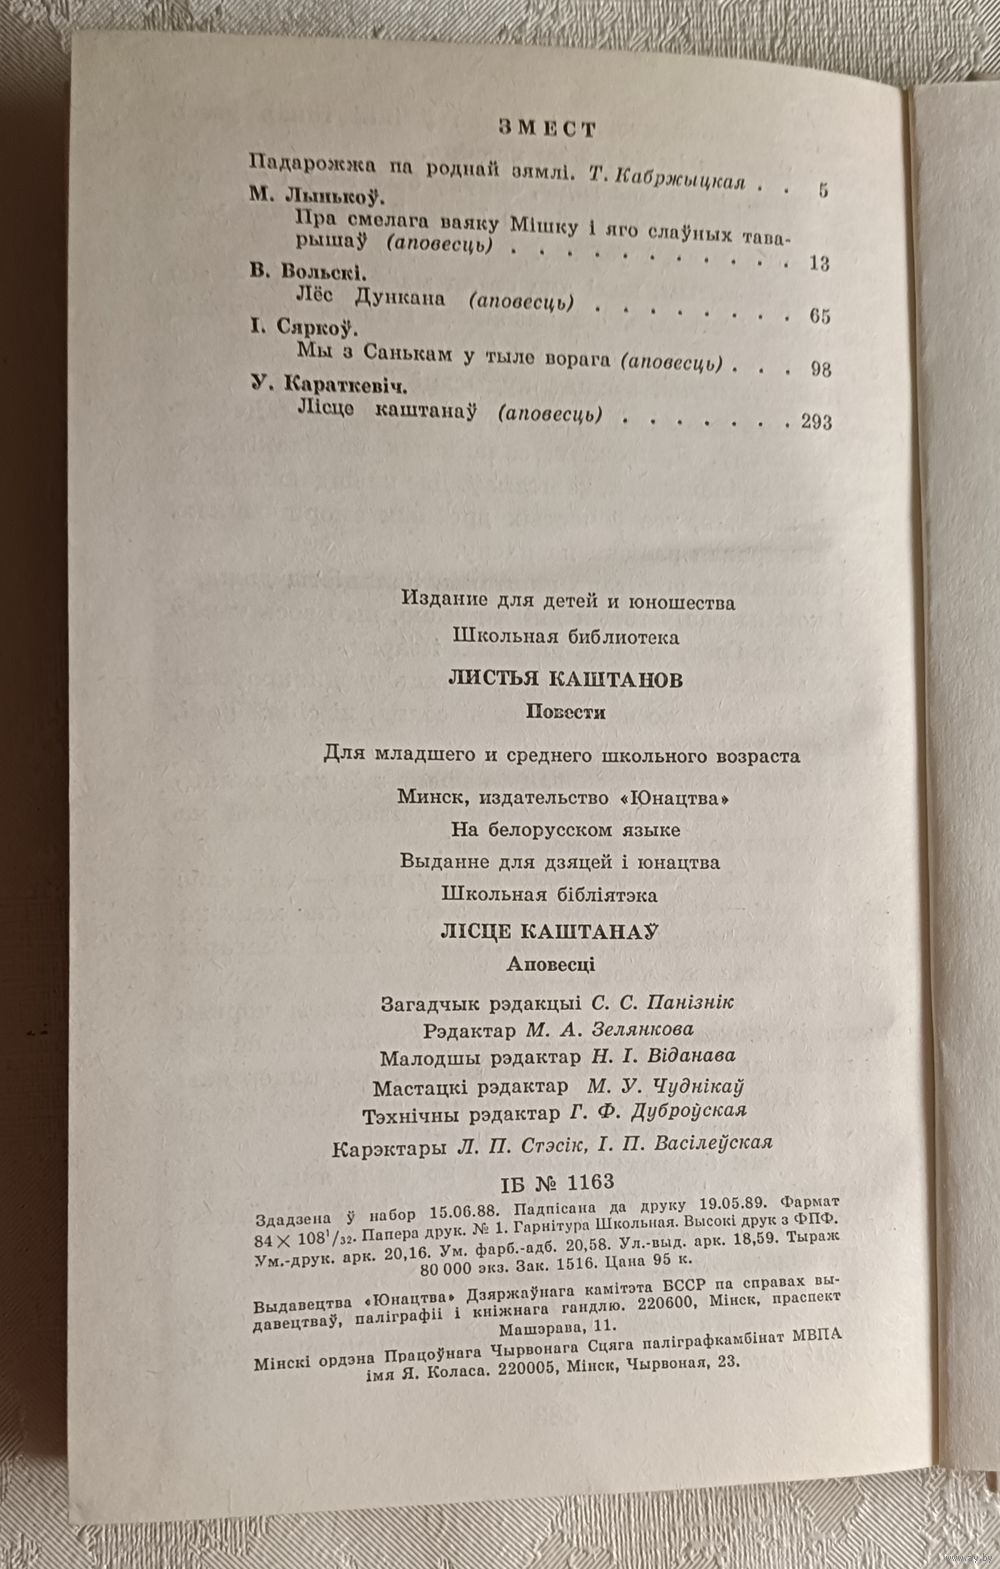 ЗМЕСТ
Падарожжа па роднай зямлі. Т. Кабржыцкая . . 5
М. Лынькоў.
Пра смелага ваяку Мішку і яго слаўных тава-
рышаў (аповесць) . . . . . . . . . . . 13
В. Вольскі.
Лёс Дункана (аповесць) . . . . . . . . 65
І. Сяркоў.
Мы з Санькам у тыле ворага (аповесць) . . . 98
У. Караткевіч.
Лісце каштанаў (аповесць) . . . . . . . 293
Издание для детей и юношества
Школьная библиотека
ЛИСТЬЯ КАШТАНОВ
Повести
Для младшего и среднего школьного возраста
Минск, издательство «Юнацтва»
На белорусском языке
Выданне для дзяцей і юнацтва
Школьная бібліятэка
ЛІСЦЕ КАШТАНАЎ
Аповесці
Загадчык рэдакцыі С. С. Панізнік
Рэдактар М. А. Зелянкова
Малодшы рэдактар Н. І. Віданава
Мастацкі рэдактар М. У. Чуднікаў
Тэхнічны рэдактар Г. Ф. Дуброўская
Карэктары Л. П. Стэсік, І. П. Васілеўская
ІБ № 1163
Здадзена ў набор 15.06.88. Падпісана да друку 19.05.89. Фармат
84 × 108¹/₃₂. Папера друк. № 1. Гарнітура Школьная. Высокі друк з ФПФ.
Ум.-друк. арк. 20,16. Ум. фарб.-адб. 20,58. Ул.-выд. арк. 18,59. Тыраж
80 000 экз. Зак. 1516. Цана 95 к.
Выдавецтва «Юнацтва» Дзяржаўнага камітэта БССР па справах вы-
давецтваў, паліграфіі і кніжнага гандлю. 220600, Мінск, праспект
Машэрава, 11.
Мінскі ордэна Працоўнага Чырвонага Сцяга паліграфкамбінат МВПА
імя Я. Коласа. 220005, Мінск, Чырвоная, 23.
www.ay.by